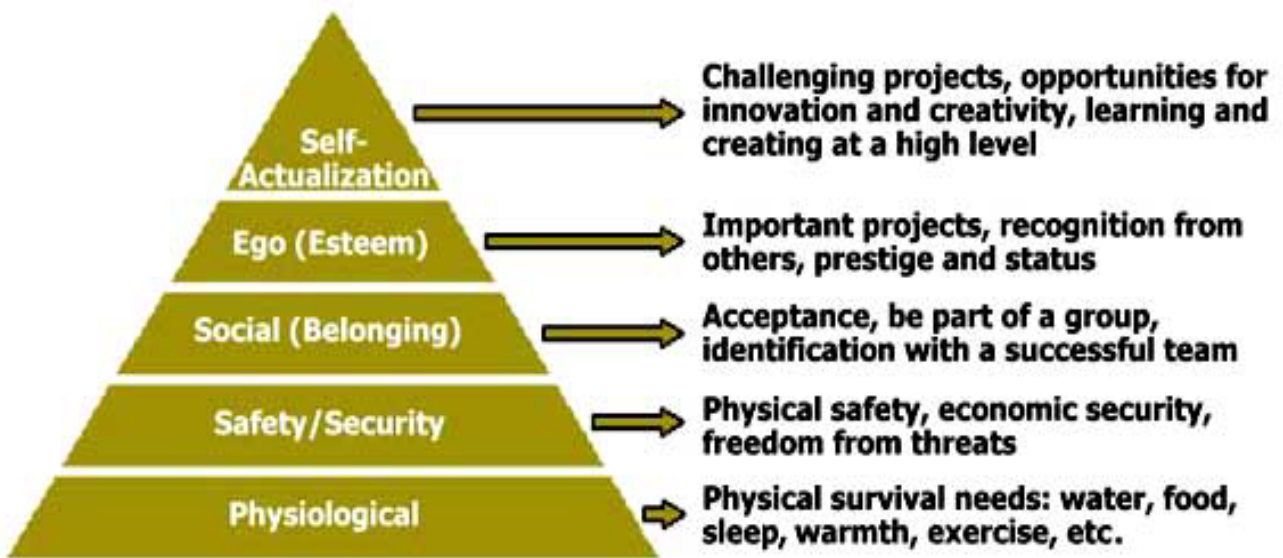 Self-
Actualization
Challenging projects, opportunities for
innovation and creativity, learning and
creating at a high level
Ego (Esteem)
Important projects, recognition from
others, prestige and status
Social (Belonging)
Acceptance, be part of a group,
identification with a successful team
Safety/Security
Physical safety, economic security,
freedom from threats
Physiological
Physical survival needs: water, food,
sleep, warmth, exercise, etc.